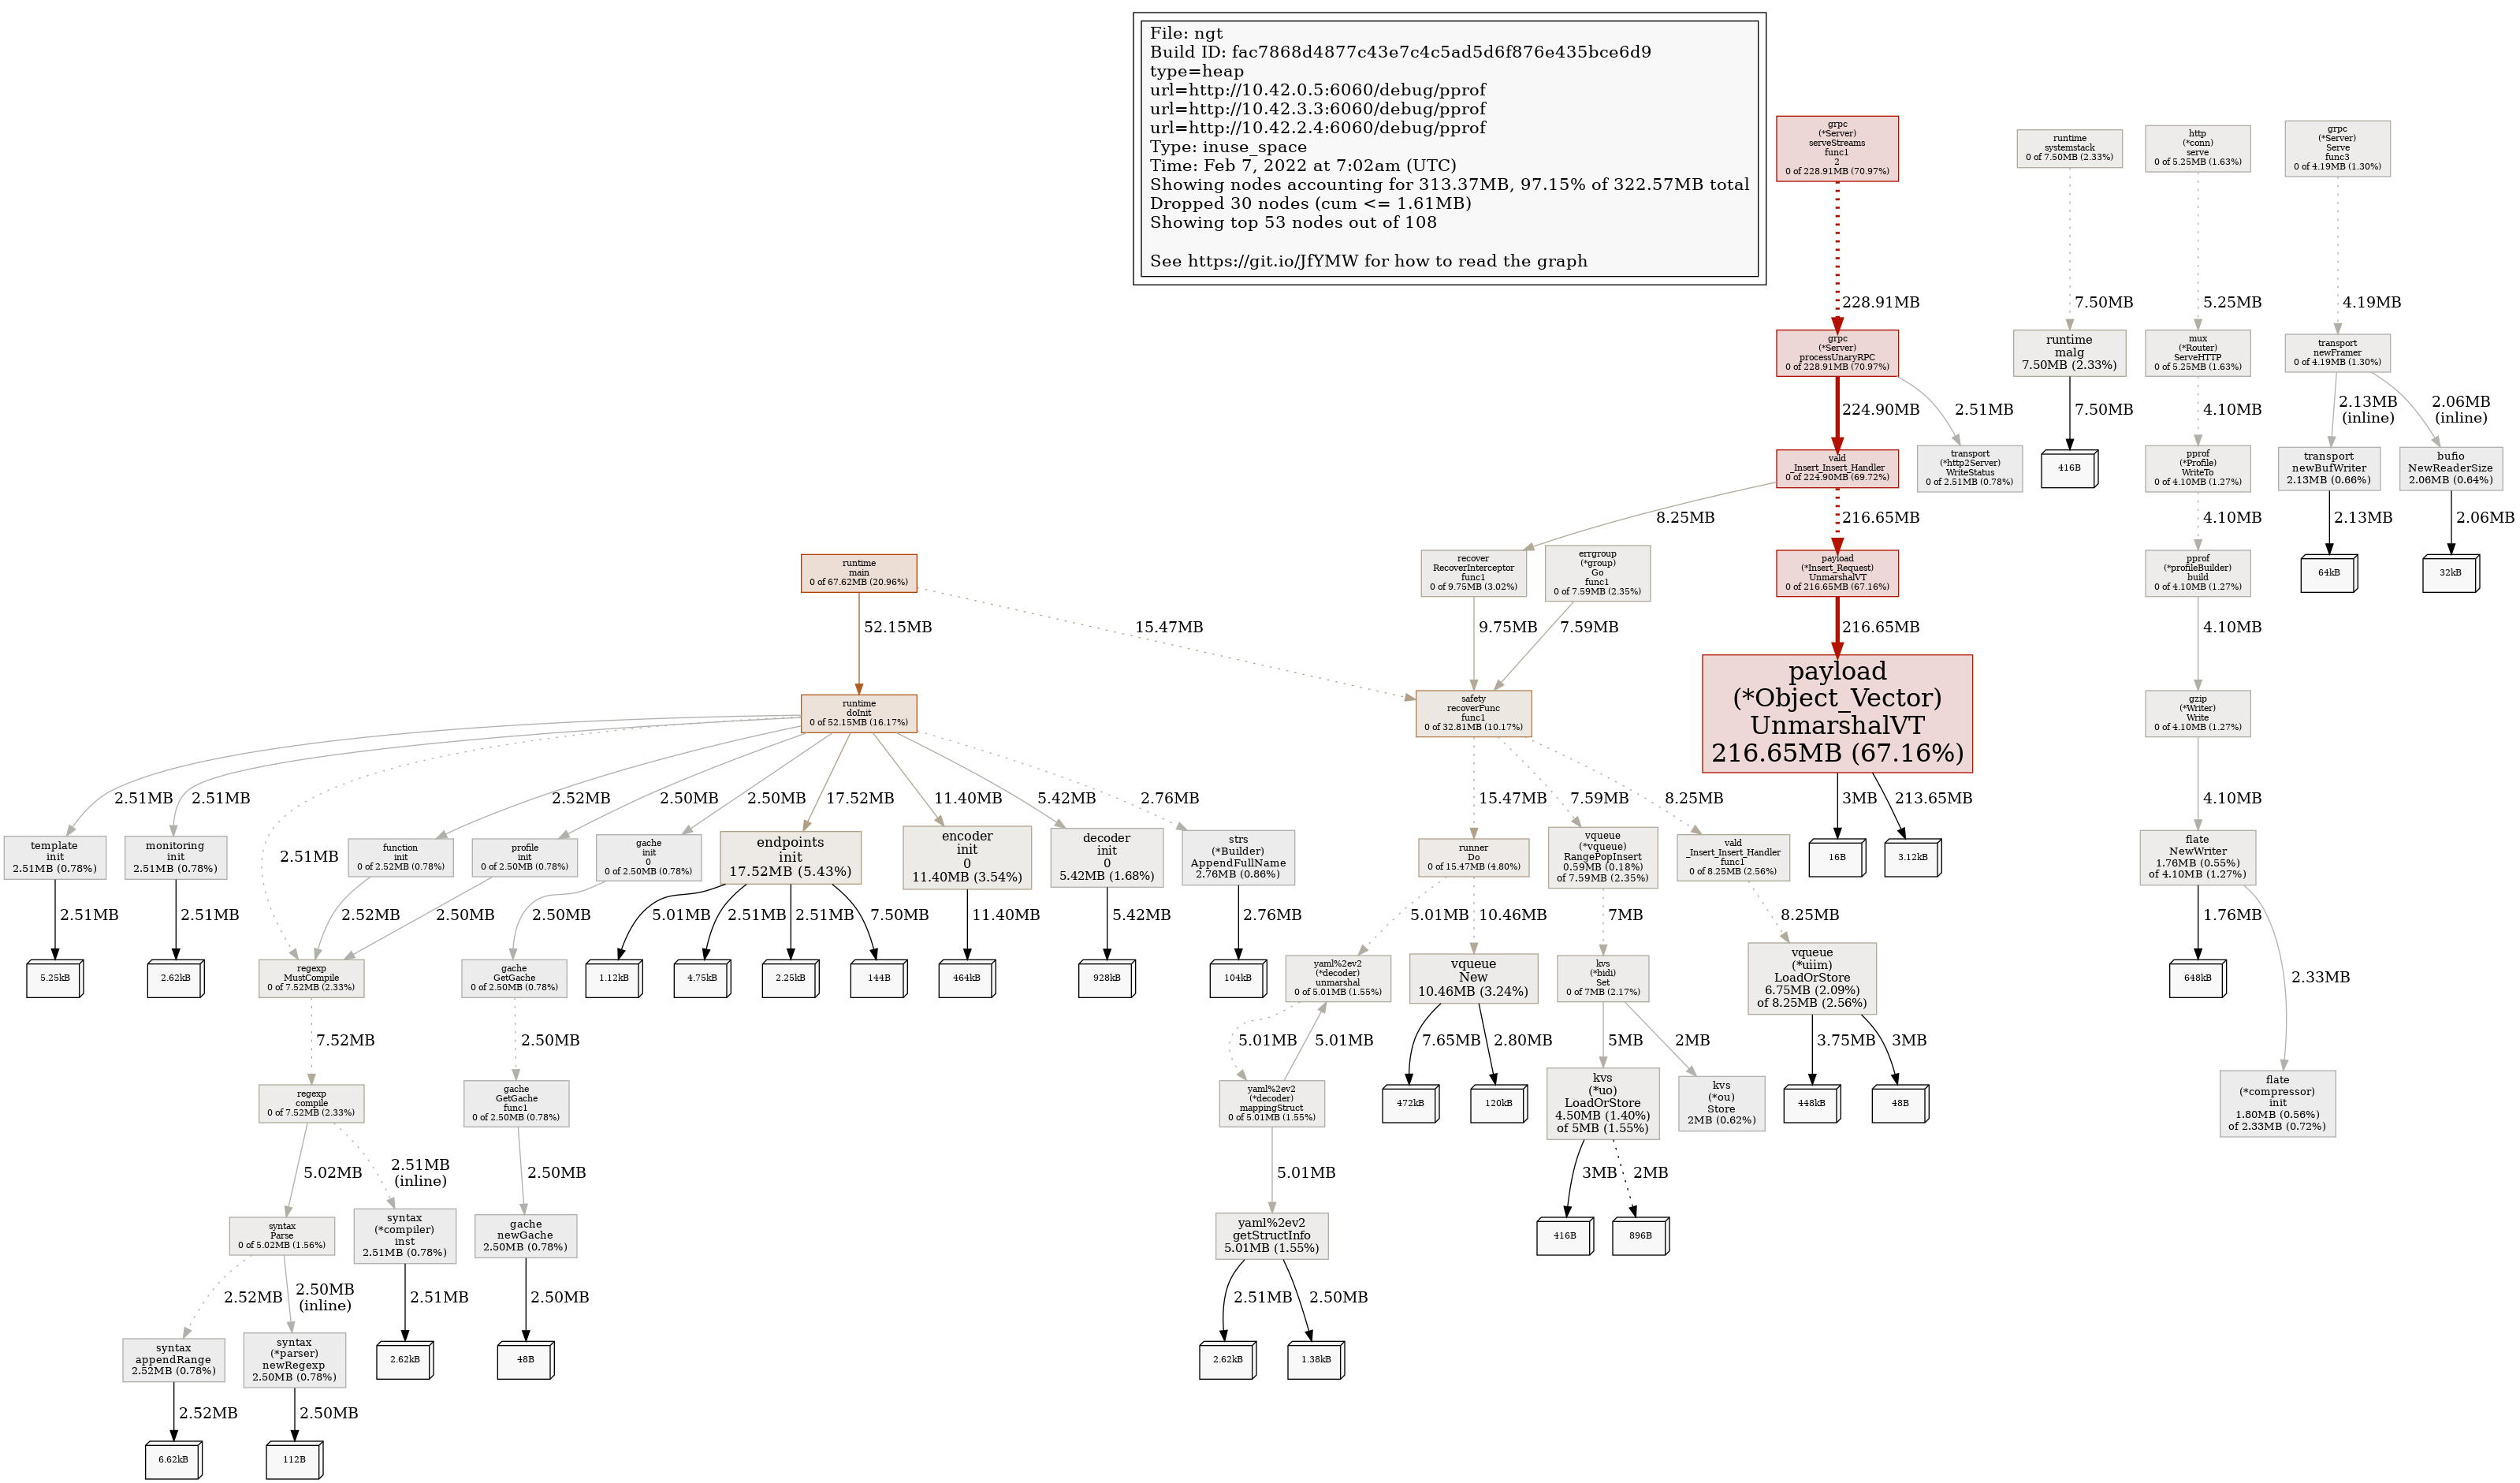 File: ngt
Build ID: fac7868d4877c43e7c4c5ad5d6f876e435bce6d9
type=heap
url=http://10.42.0.5:6060/debug/pprof
url=http://10.42.3.3:6060/debug/pprof
url=http://10.42.2.4:6060/debug/pprof
Type: inuse_space
Time: Feb 7, 2022 at 7:02am (UTC)
Showing nodes accounting for 313.37MB, 97.15% of 322.57MB total
Dropped 30 nodes (cum <= 1.61MB)
Showing top 53 nodes out of 108
See https://git.io/JfYMW for how to read the graph
grpc
(*Server)
serveStreams
func1
2
0 of 228.91MB (70.97%)
runtime
systemstack
0 of 7.50MB (2.33%)
http
(*conn)
serve
0 of 5.25MB (1.63%)
grpc
(*Server)
Serve
func3
0 of 4.19MB (1.30%)
228.91MB
7.50MB
5.25MB
4.19MB
grpc
(*Server)
processUnaryRPC
0 of 228.91MB (70.97%)
runtime
malg
7.50MB (2.33%)
mux
(*Router)
ServeHTTP
0 of 5.25MB (1.63%)
transport
newFramer
0 of 4.19MB (1.30%)
224.90MB
2.51MB
7.50MB
4.10MB
2.13MB
(inline)
2.06MB
(inline)
vald
_Insert_Insert_Handler
0 of 224.90MB (69.72%)
transport
(*http2Server)
WriteStatus
0 of 2.51MB (0.78%)
416B
pprof
(*Profile)
WriteTo
0 of 4.10MB (1.27%)
transport
newBufWriter
2.13MB (0.66%)
bufio
NewReaderSize
2.06MB (0.64%)
8.25MB
216.65MB
4.10MB
2.13MB
2.06MB
runtime
main
0 of 67.62MB (20.96%)
recover
RecoverInterceptor
func1
0 of 9.75MB (3.02%)
errgroup
(*group)
Go
func1
0 of 7.59MB (2.35%)
payload
(*Insert_Request)
UnmarshalVT
0 of 216.65MB (67.16%)
pprof
(*profileBuilder)
build
0 of 4.10MB (1.27%)
64kB
32kB
52.15MB
15.47MB
9.75MB
7.59MB
216.65MB
4.10MB
runtime
doInit
0 of 52.15MB (16.17%)
safety
recoverFunc
func1
0 of 32.81MB (10.17%)
payload
(*Object_Vector)
UnmarshalVT
216.65MB (67.16%)
gzip
(*Writer)
Write
0 of 4.10MB (1.27%)
2.51MB
2.51MB
2.51MB
2.52MB
2.50MB
2.50MB
17.52MB
11.40MB
5.42MB
2.76MB
15.47MB
7.59MB
8.25MB
3MB
213.65MB
4.10MB
template
init
2.51MB (0.78%)
monitoring
init
2.51MB (0.78%)
function
init
0 of 2.52MB (0.78%)
profile
init
0 of 2.50MB (0.78%)
gache
init
0
0 of 2.50MB (0.78%)
endpoints
init
17.52MB (5.43%)
encoder
init
0
11.40MB (3.54%)
decoder
init
0
5.42MB (1.68%)
strs
(*Builder)
AppendFullName
2.76MB (0.86%)
runner
Do
0 of 15.47MB (4.80%)
vqueue
(*vqueue)
RangePopInsert
0.59MB (0.18%)
of 7.59MB (2.35%)
vald
_Insert_Insert_Handler
func1
0 of 8.25MB (2.56%)
16B
3.12kB
flate
NewWriter
1.76MB (0.55%)
of 4.10MB (1.27%)
2.51MB
2.51MB
2.52MB
2.50MB
2.50MB
5.01MB
2.51MB
2.51MB
7.50MB
11.40MB
5.42MB
2.76MB
5.01MB
10.46MB
7MB
8.25MB
1.76MB
2.33MB
5.25kB
2.62kB
regexp
MustCompile
0 of 7.52MB (2.33%)
gache
GetGache
0 of 2.50MB (0.78%)
1.12kB
4.75kB
2.25kB
144B
464kB
928kB
104kB
yaml%2ev2
(*decoder)
unmarshal
0 of 5.01MB (1.55%)
vqueue
New
10.46MB (3.24%)
kvs
(*bidi)
Set
0 of 7MB (2.17%)
vqueue
(*uiim)
LoadOrStore
6.75MB (2.09%)
of 8.25MB (2.56%)
648kB
7.52MB
2.50MB
5.01MB
5.01MB
7.65MB
2.80MB
5MB
2MB
3.75MB
3MB
regexp
compile
0 of 7.52MB (2.33%)
gache
GetGache
func1
0 of 2.50MB (0.78%)
yaml%2ev2
(*decoder)
mappingStruct
0 of 5.01MB (1.55%)
472kB
120kB
kvs
(*uo)
LoadOrStore
4.50MB (1.40%)
of 5MB (1.55%)
kvs
(*ou)
Store
2MB (0.62%)
448kB
48B
flate
(*compressor)
init
1.80MB (0.56%)
of 2.33MB (0.72%)
5.02MB
2.51MB
(inline)
2.50MB
5.01MB
3MB
2MB
syntax
Parse
0 of 5.02MB (1.56%)
syntax
(*compiler)
inst
2.51MB (0.78%)
gache
newGache
2.50MB (0.78%)
yaml%2ev2
getStructInfo
5.01MB (1.55%)
416B
896B
2.52MB
2.50MB
(inline)
2.51MB
2.50MB
2.51MB
2.50MB
syntax
appendRange
2.52MB (0.78%)
syntax
(*parser)
newRegexp
2.50MB (0.78%)
2.62kB
48B
2.62kB
1.38kB
2.52MB
2.50MB
6.62kB
112B